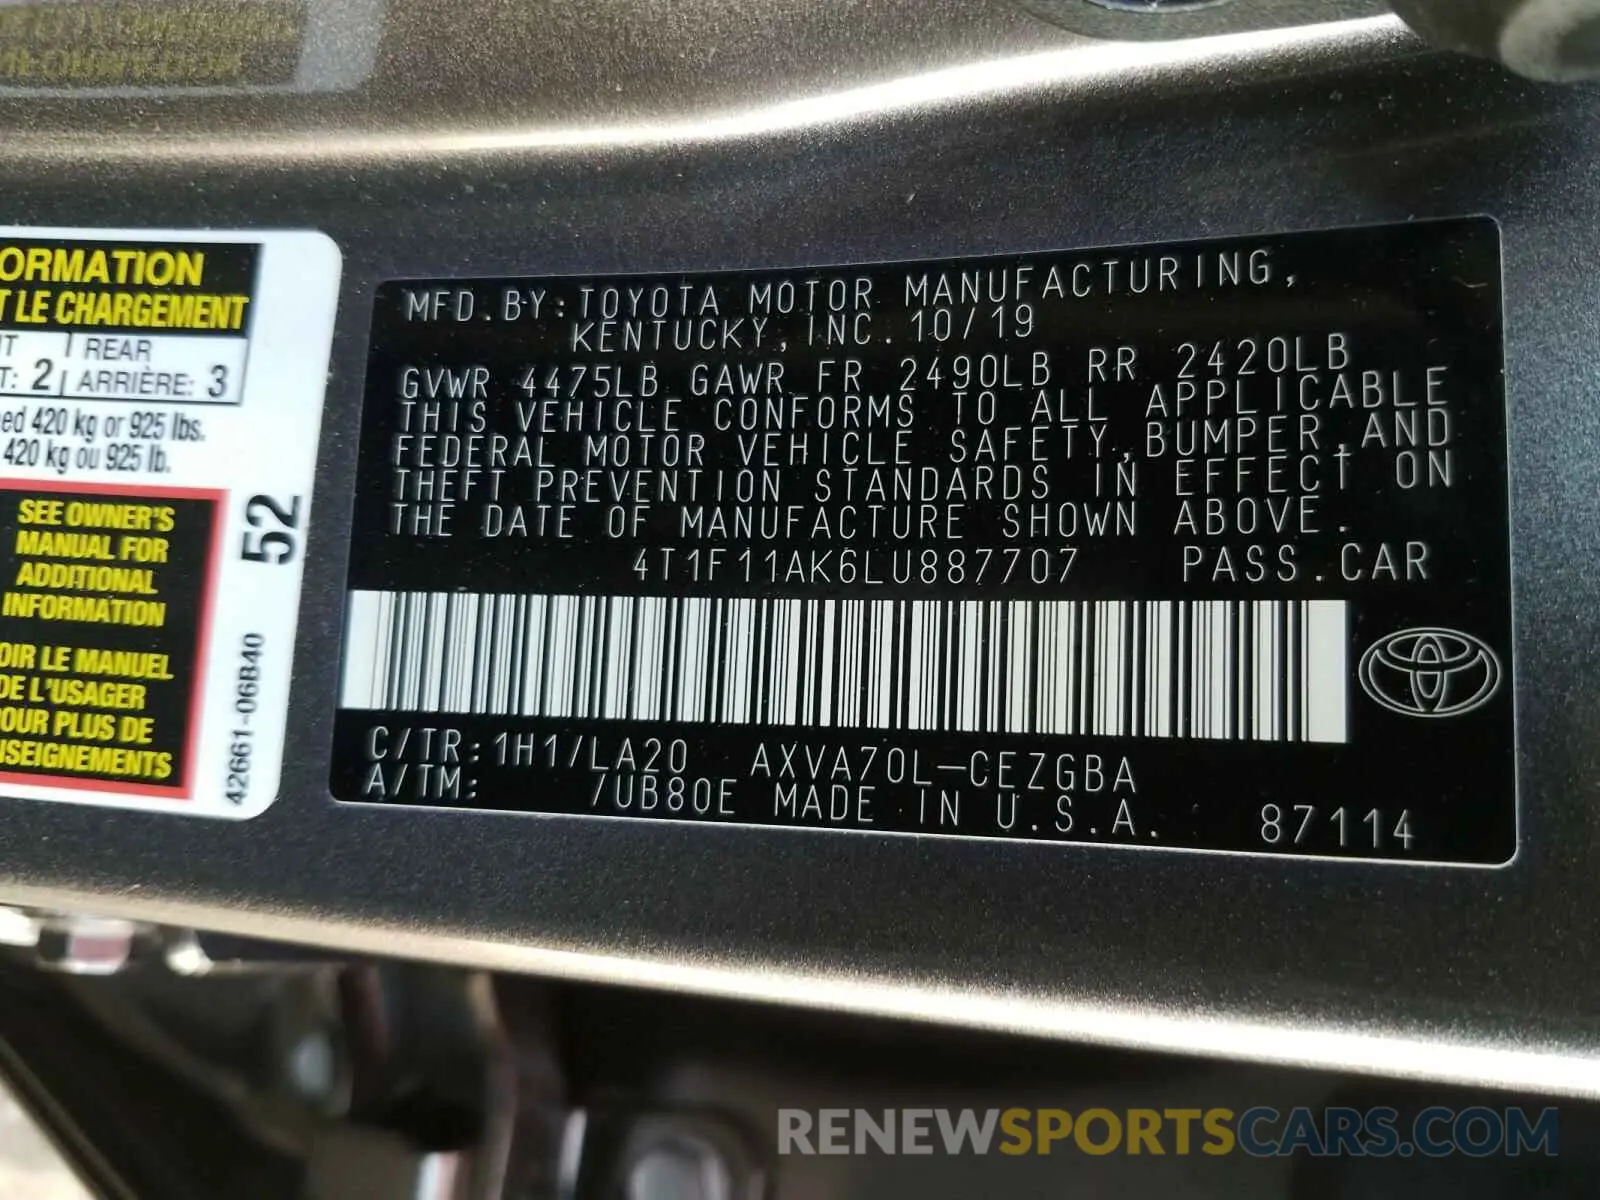 ORMATION
T LE CHARGEMENT
REAR
T: 2 ARRIÈRE: 3
ed 420 kg or 925 lbs.
420 kg ou 925 lb.
SEE OWNER'S
MANUAL FOR
ADDITIONAL
INFORMATION
OIR LE MANUEL
DE L'USAGER
POUR PLUS DE
NSEIGNEMENTS
52
42661-06B40
MFD. BY: TOYOTA MOTOR MANUFACTURING,
KENTUCKY, INC. 10/19
GVWR 4475LB GAWR FR 2490LB RR 2420LB
THIS VEHICLE CONFORMS TO ALL APPLICABLE
FEDERAL MOTOR VEHICLE SAFETY, BUMPER, AND
THEFT PREVENTION STANDARDS IN EFFECT ON
THE DATE OF MANUFACTURE SHOWN ABOVE.
4T1F11AK6LU887707 PASS. CAR
C/TR: 1H1/LA20 AXVA70L-CEZGBA
A/TM: /UB80E MADE IN U.S.A. 87114
RENEWSPORTSCARS.COM